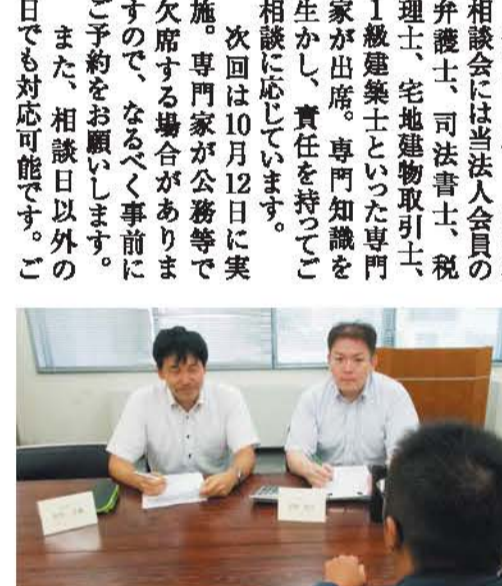 相談会には当法人会員の
弁護士、司法書士、税
理士、宅地建物取引士、
1級建築士といった専門
家が出席。専門知識を
生かし、責任を持ってご
相談に応じています。
次回は10月12日に実
施。専門家が公務等で
欠席する場合がありま
すので、なるべく事前に
ご予約をお願いします。
また、相談日以外の
日でも対応可能です。ご